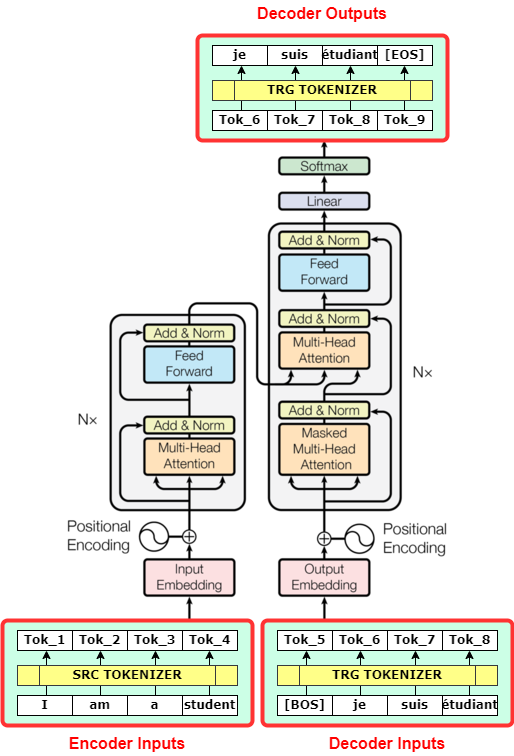 Decoder Outputs
je suis étudiant [EOS]
TRG TOKENIZER
Tok_6 Tok_7 Tok_8 Tok_9
Softmax
Linear
Add & Norm
Feed
Forward
Add & Norm
Multi-Head
Attention
Add & Norm
Masked
Multi-Head
Attention
N×
Add & Norm
Feed
Forward
Add & Norm
Multi-Head
Attention
N×
Positional
Encoding
Positional
Encoding
Input
Embedding
Output
Embedding
Tok_1 Tok_2 Tok_3 Tok_4
SRC TOKENIZER
I am a student
Encoder Inputs
Tok_5 Tok_6 Tok_7 Tok_8
TRG TOKENIZER
[BOS] je suis étudiant
Decoder Inputs